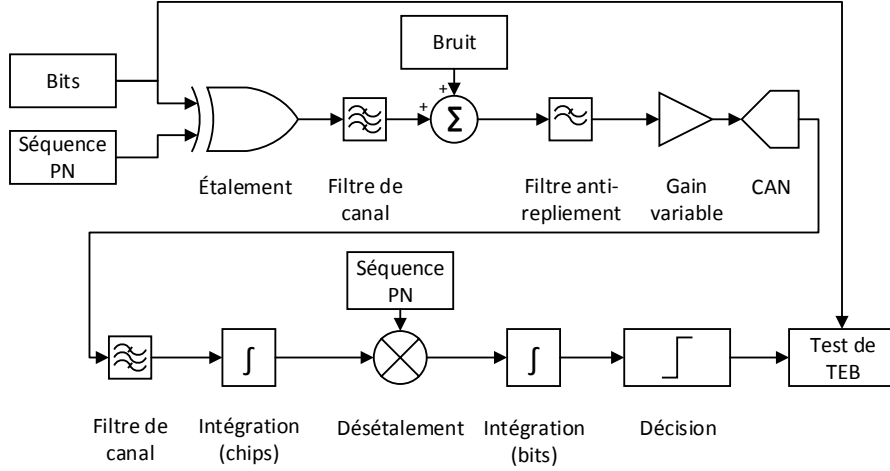 Bits
Bruit
Séquence
PN
+
+
Σ
Étalement
Filtre de
canal
Filtre anti-
repliement
Gain
variable
CAN
Séquence
PN
∫
∫
Test de
TEB
Filtre de
canal
Intégration
(chips)
Désétalement
Intégration
(bits)
Décision